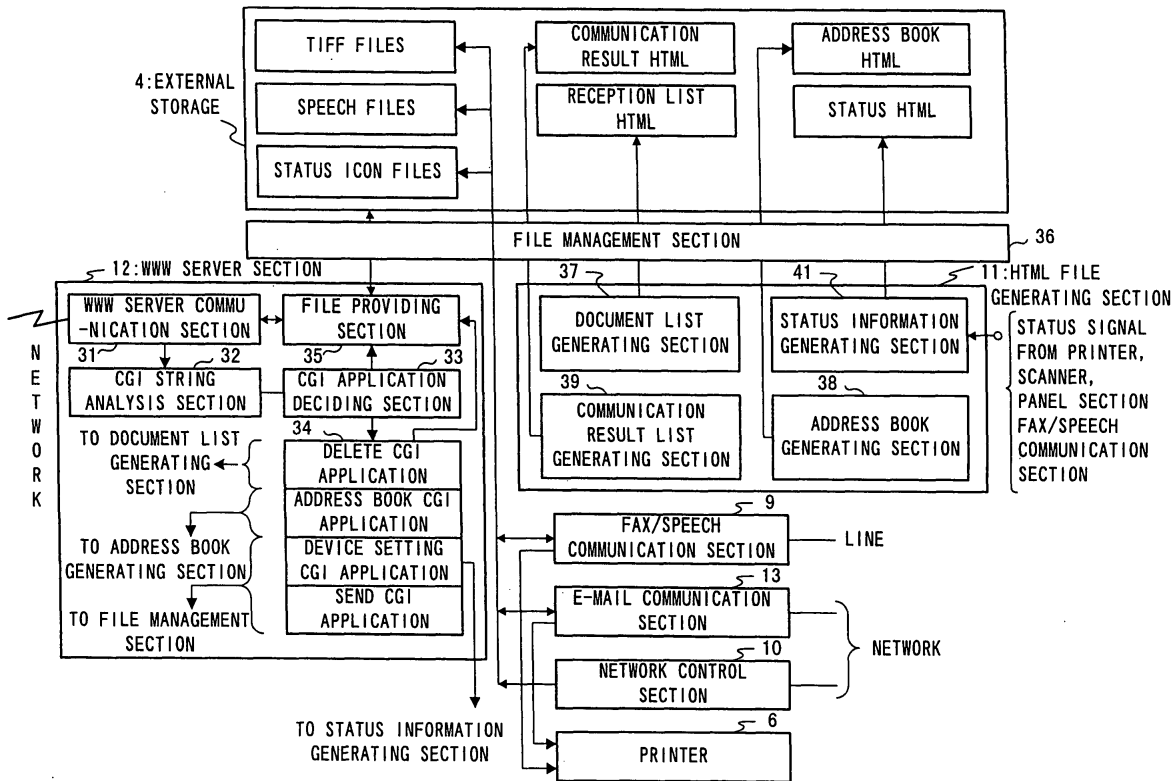 4:EXTERNAL
STORAGE
TIFF FILES
SPEECH FILES
STATUS ICON FILES
COMMUNICATION
RESULT HTML
RECEPTION LIST
HTML
ADDRESS BOOK
HTML
STATUS HTML
FILE MANAGEMENT SECTION
36
12:WWW SERVER SECTION
WWW SERVER COMMU
-NICATION SECTION
31
FILE PROVIDING
SECTION
35
32
CGI STRING
ANALYSIS SECTION
33
CGI APPLICATION
DECIDING SECTION
34
DELETE CGI
APPLICATION
ADDRESS BOOK CGI
APPLICATION
DEVICE SETTING
CGI APPLICATION
SEND CGI
APPLICATION
NETWORK
TO DOCUMENT LIST
GENERATING
SECTION
TO ADDRESS BOOK
GENERATING SECTION
TO FILE MANAGEMENT
SECTION
TO STATUS INFORMATION
GENERATING SECTION
11:HTML FILE
GENERATING SECTION
37
DOCUMENT LIST
GENERATING SECTION
41
STATUS INFORMATION
GENERATING SECTION
39
COMMUNICATION
RESULT LIST
GENERATING SECTION
38
ADDRESS BOOK
GENERATING SECTION
STATUS SIGNAL
FROM PRINTER,
SCANNER,
PANEL SECTION
FAX/SPEECH
COMMUNICATION
SECTION
9
FAX/SPEECH
COMMUNICATION SECTION
LINE
13
E-MAIL COMMUNICATION
SECTION
10
NETWORK CONTROL
SECTION
NETWORK
6
PRINTER